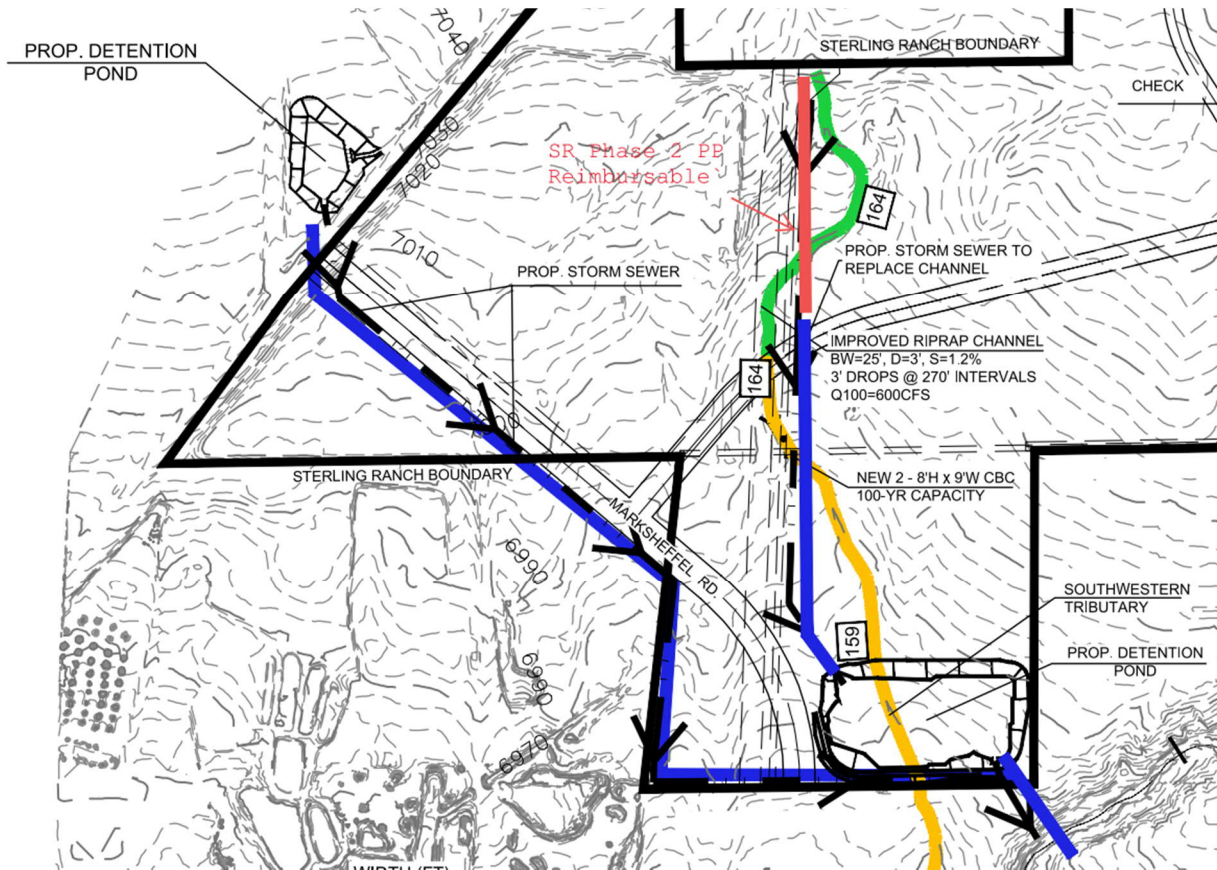 7040
PROP. DETENTION
POND
STERLING RANCH BOUNDARY
CHECK
7030
7020
SR Phase 2 PP
Reimbursable
164
7010
PROP. STORM SEWER
PROP. STORM SEWER TO
REPLACE CHANNEL
IMPROVED RIPRAP CHANNEL
BW=25', D=3', S=1.2%
3' DROPS @ 270' INTERVALS
Q100=600CFS
164
7000
STERLING RANCH BOUNDARY
NEW 2 - 8'H x 9'W CBC
100-YR CAPACITY
MARKSHEFFEL RD
6990
SOUTHWESTERN
TRIBUTARY
159
PROP. DETENTION
POND
6990
6970
WIDTH (FT)